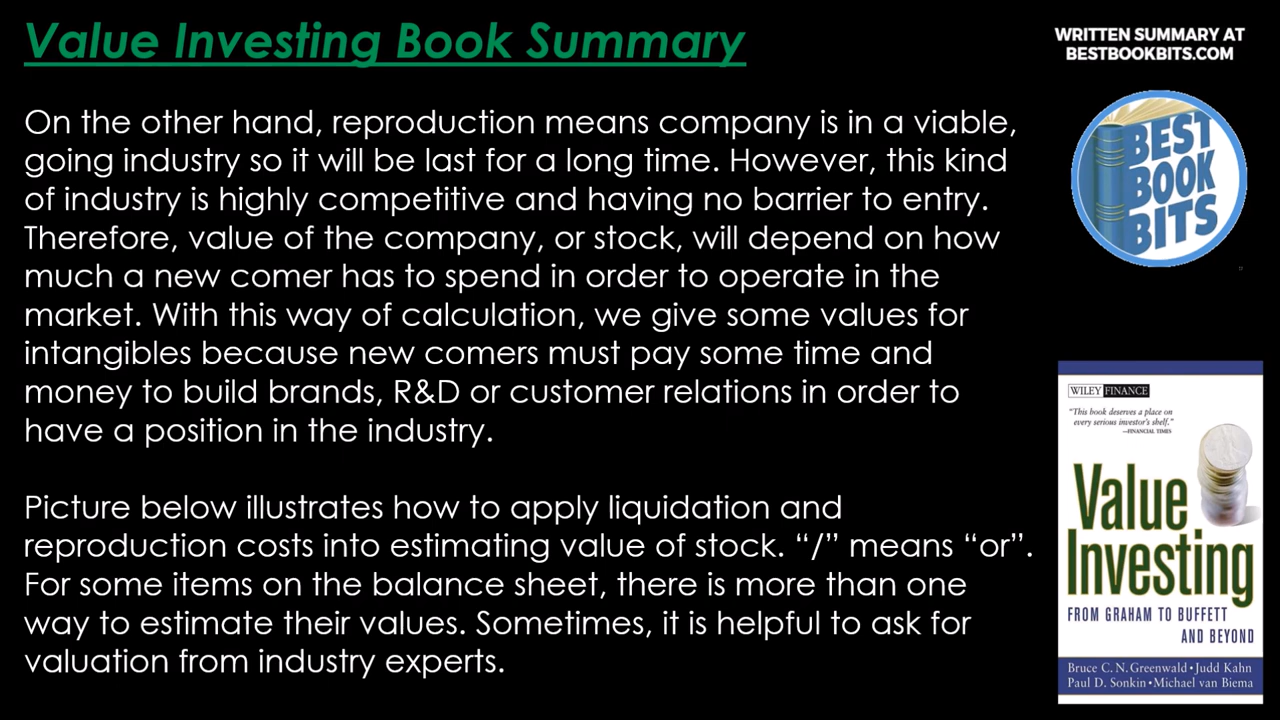 Value Investing Book Summary
WRITTEN SUMMARY AT
BESTBOOKBITS.COM
On the other hand, reproduction means company is in a viable,
going industry so it will be last for a long time. However, this kind
of industry is highly competitive and having no barrier to entry.
Therefore, value of the company, or stock, will depend on how
much a new comer has to spend in order to operate in the
market. With this way of calculation, we give some values for
intangibles because new comers must pay some time and
money to build brands, R&D or customer relations in order to
have a position in the industry.
Picture below illustrates how to apply liquidation and
reproduction costs into estimating value of stock. “/” means “or”.
For some items on the balance sheet, there is more than one
way to estimate their values. Sometimes, it is helpful to ask for
valuation from industry experts.
BEST
BOOK
BITS
"
WILEY FINANCE
“This book deserves a place on
every serious investor's shelf.”
—FINANCIAL TIMES
Value
Investing
FROM GRAHAM TO BUFFETT
AND BEYOND
Bruce C. N. Greenwald • Judd Kahn
Paul D. Sonkin • Michael van Biema